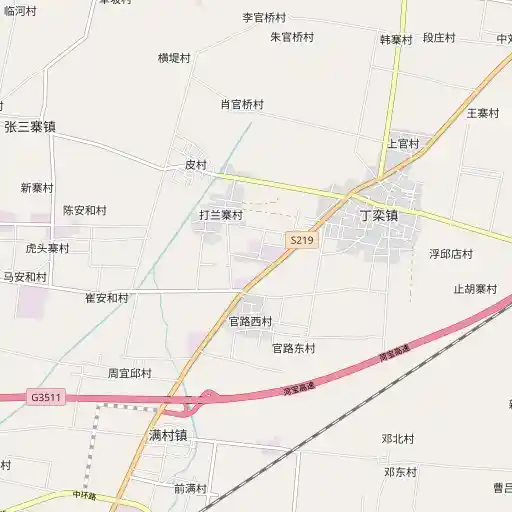 临河村
李官桥村
朱官桥村
韩寨村
段庄村
横堤村
肖官桥村
王寨村
张三寨镇
上官村
皮村
新寨村
陈安和村
打兰寨村
丁栾镇
S219
虎头寨村
浮邱店村
马安和村
崔安和村
止胡寨村
官路西村
官路东村
菏宝高速
周宜邱村
菏宝高速
G3511
满村镇
邓北村
村
邓东村
前满村
中环路